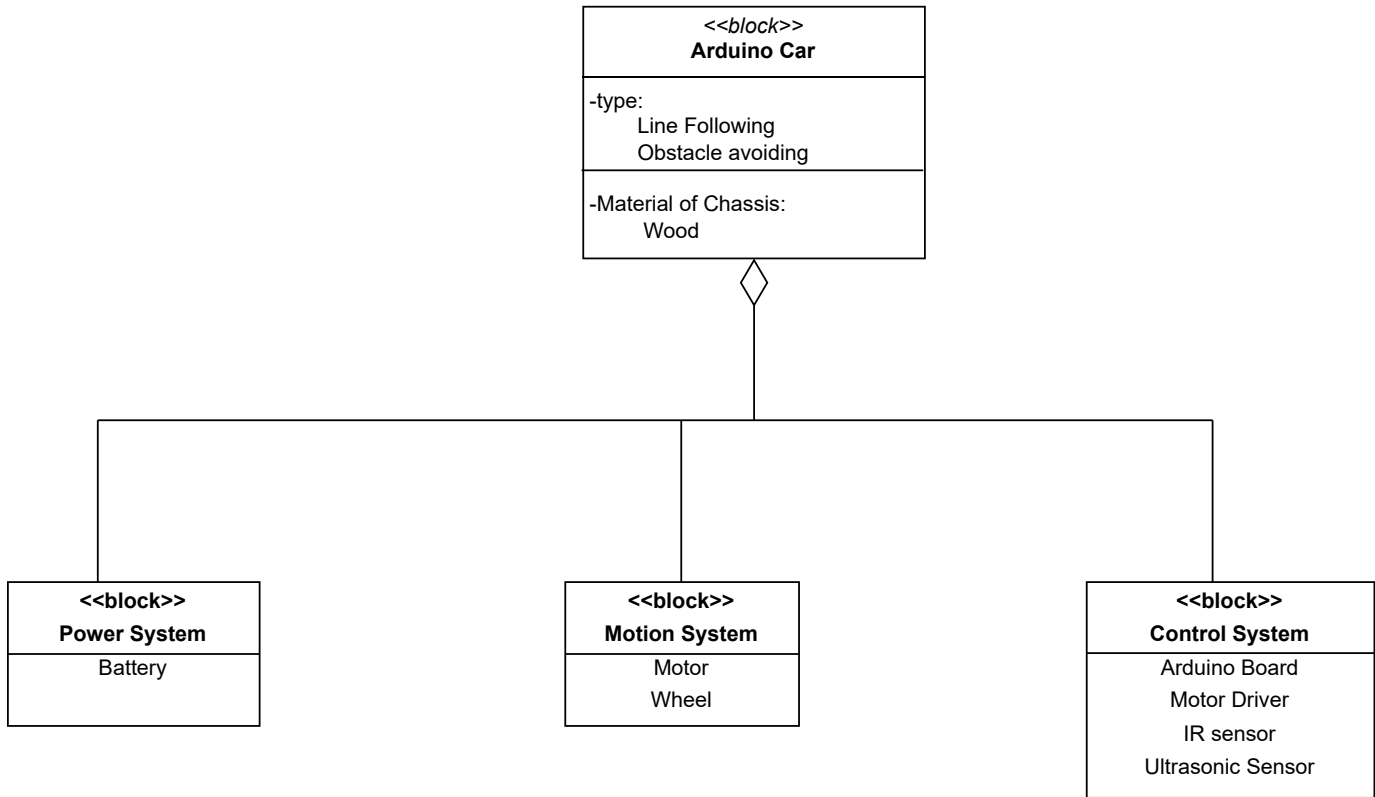 <<block>>
Arduino Car
-type:
Line Following
Obstacle avoiding
-Material of Chassis:
Wood
<<block>>
Power System
Battery
<<block>>
Motion System
Motor
Wheel
<<block>>
Control System
Arduino Board
Motor Driver
IR sensor
Ultrasonic Sensor